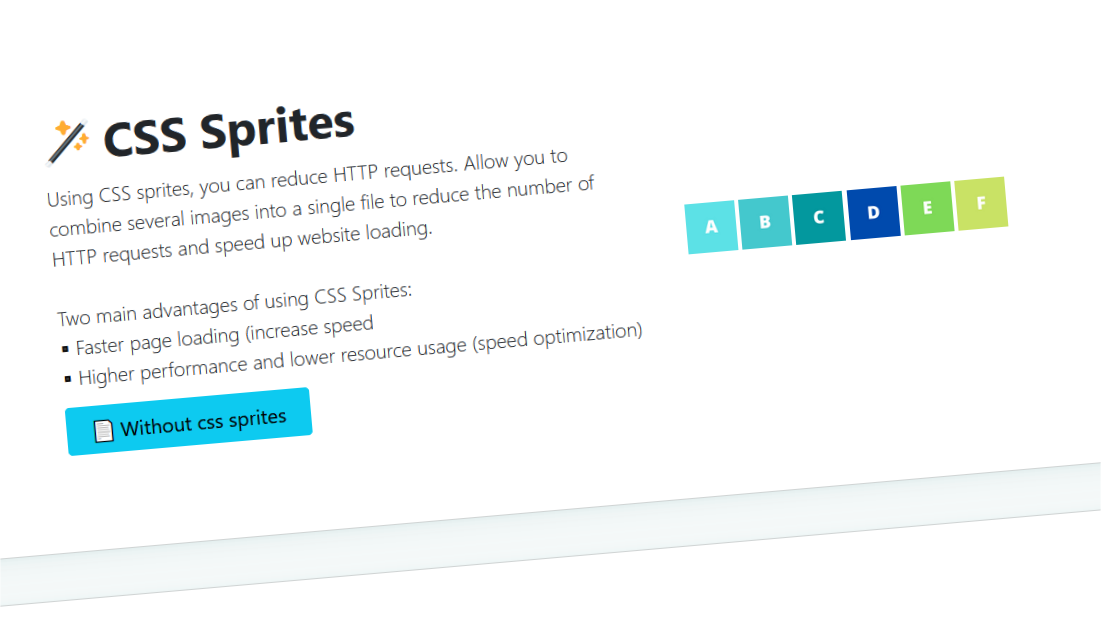 CSS Sprites
Using CSS sprites, you can reduce HTTP requests. Allow you to
combine several images into a single file to reduce the number of
HTTP requests and speed up website loading.
Two main advantages of using CSS Sprites:
▪ Faster page loading (increase speed
▪ Higher performance and lower resource usage (speed optimization)
Without css sprites
A B C D E F